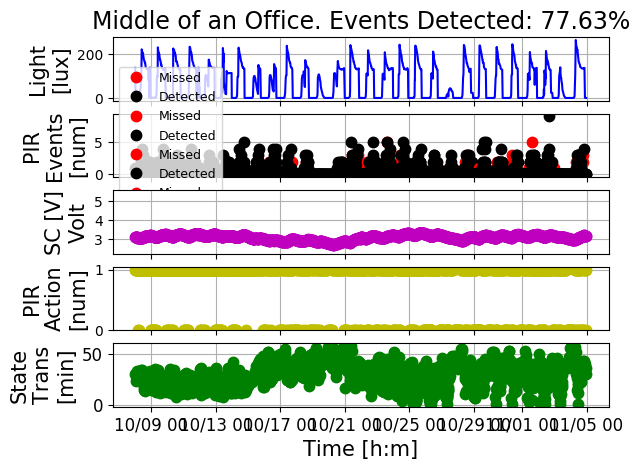 Middle of an Office. Events Detected: 77.63%
Light
[lux]
200
0
Missed
Detected
Missed
Detected
Missed
Detected
Missed
PIR
Events
[num]
5
0
SC [V]
Volt
5
4
3
PIR
Action
[num]
1
0
State
Trans
[min]
50
0
10/09 00 10/13 00 10/17 00 10/21 00 10/25 00 10/29 00 11/01 00 11/05 00
Time [h:m]